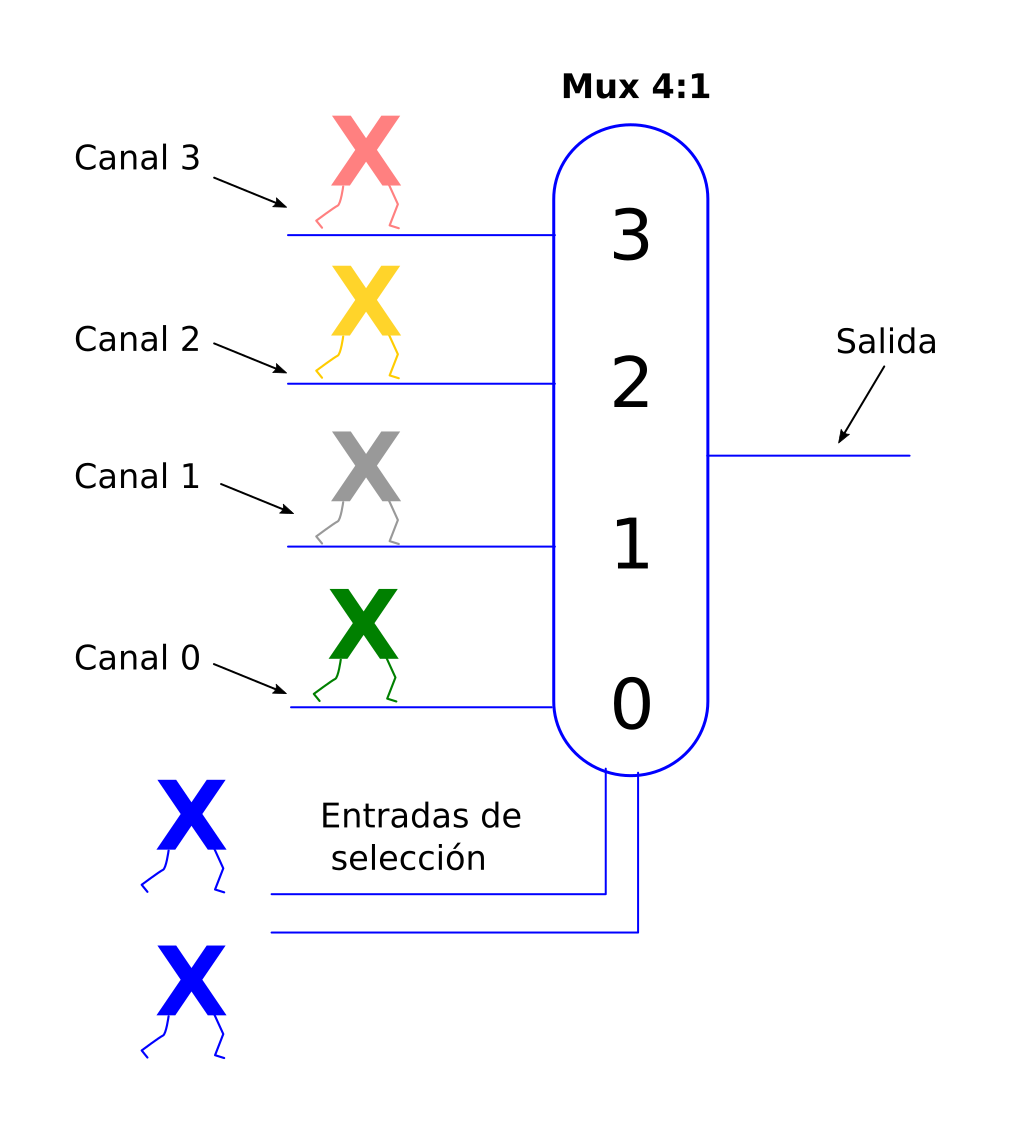 Mux 4:1
Canal 3
X
3
Canal 2
X
2
Salida
Canal 1
X
1
Canal 0
X
0
X
Entradas de
selección
X